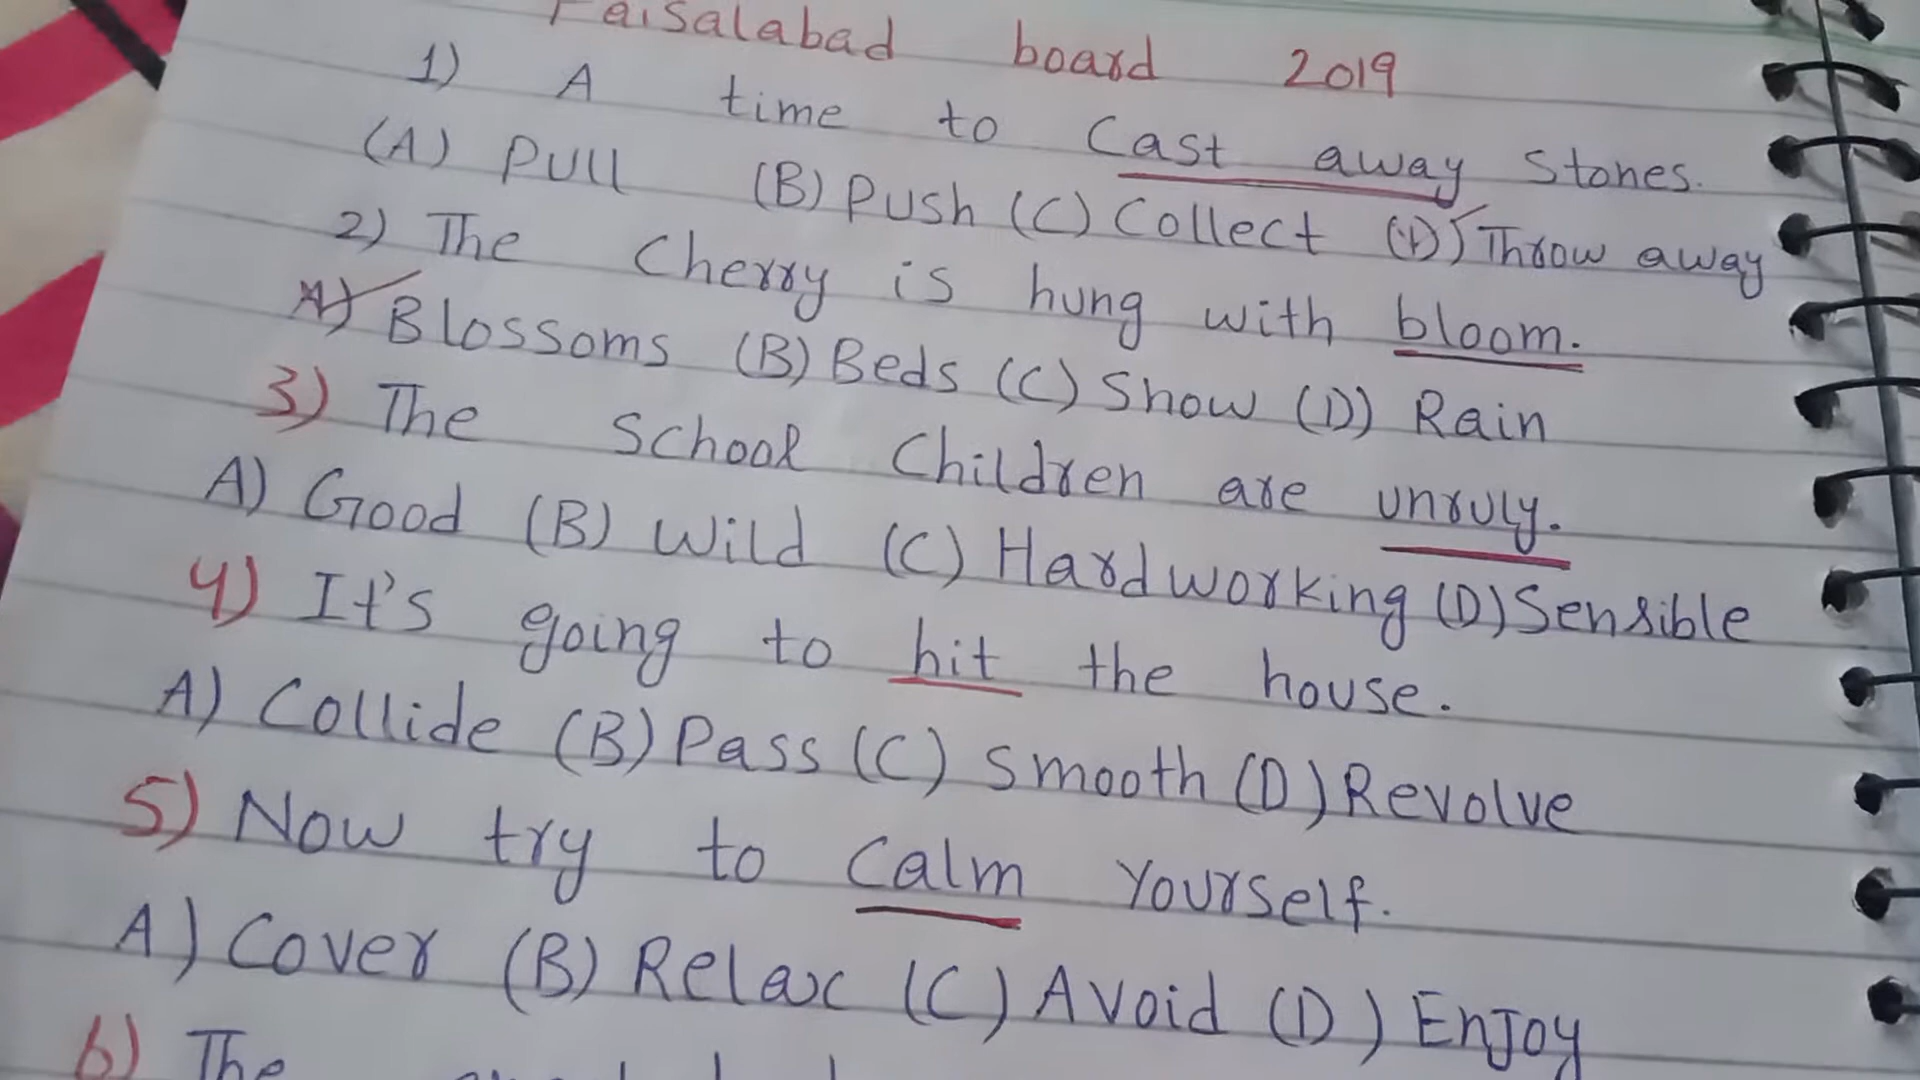 Faisalabad board 2019
1) A time to Cast away Stones.
(A) Pull (B) Push (C) Collect (D) Throw away
2) The Cherry is hung with bloom.
A) Blossoms (B) Beds (C) Show (D) Rain
3) The School Children are unruly.
A) Good (B) Wild (C) Hardworking (D) Sensible
4) It's going to hit the house.
A) Collide (B) Pass (C) Smooth (D) Revolve
5) Now try to Calm Yourself.
A) Cover (B) Relax (C) Avoid (D) Enjoy
6) The